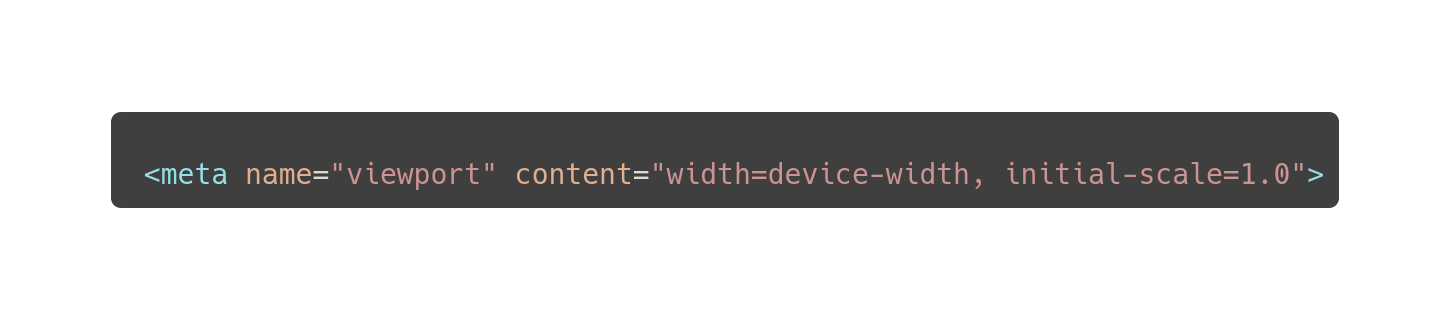 <meta name="viewport" content="width=device-width, initial-scale=1.0">